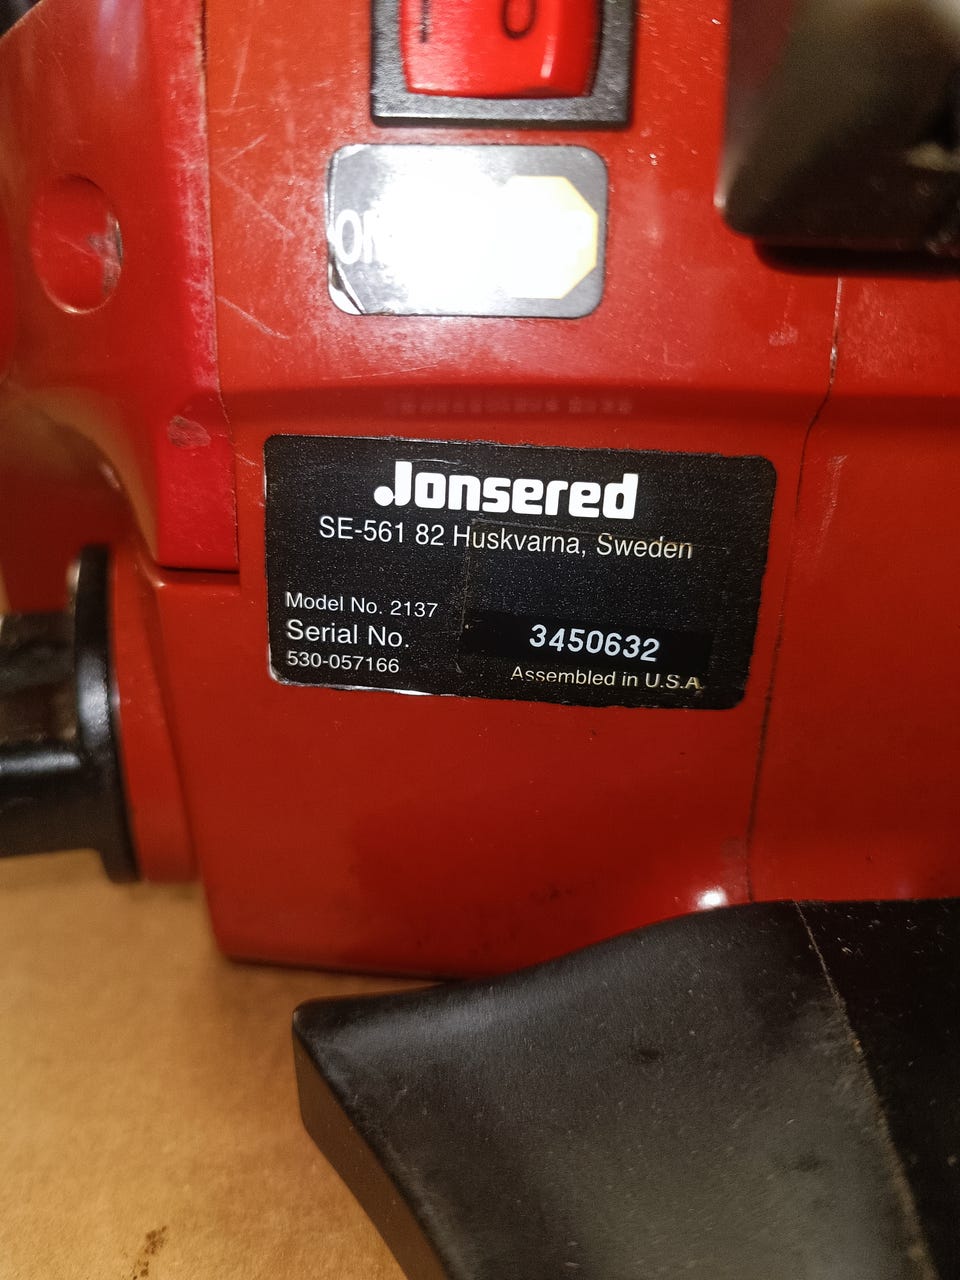 Jonsered
SE-561 82 Huskvarna, Sweden
Model No. 2137
Serial No. 3450632
530-057166
Assembled in U.S.A.